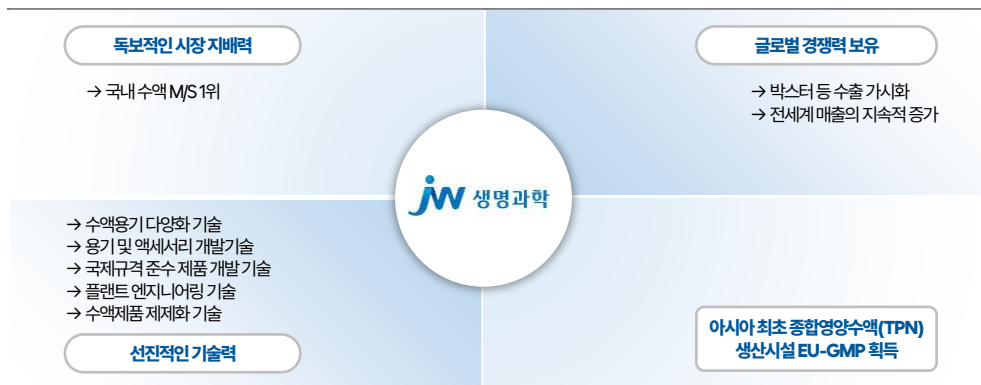 독보적인 시장 지배력
→ 국내 수액 M/S 1위
글로벌 경쟁력 보유
→ 박스터 등 수출 가시화
→ 전세계 매출의 지속적 증가
JW 생명과학
→ 수액용기 다양화 기술
→ 용기 및 액세서리 개발기술
→ 국제규격 준수 제품 개발 기술
→ 플랜트 엔지니어링 기술
→ 수액제품 제제화 기술
선진적인 기술력
아시아 최초 종합영양수액(TPN)
생산시설 EU-GMP 획득